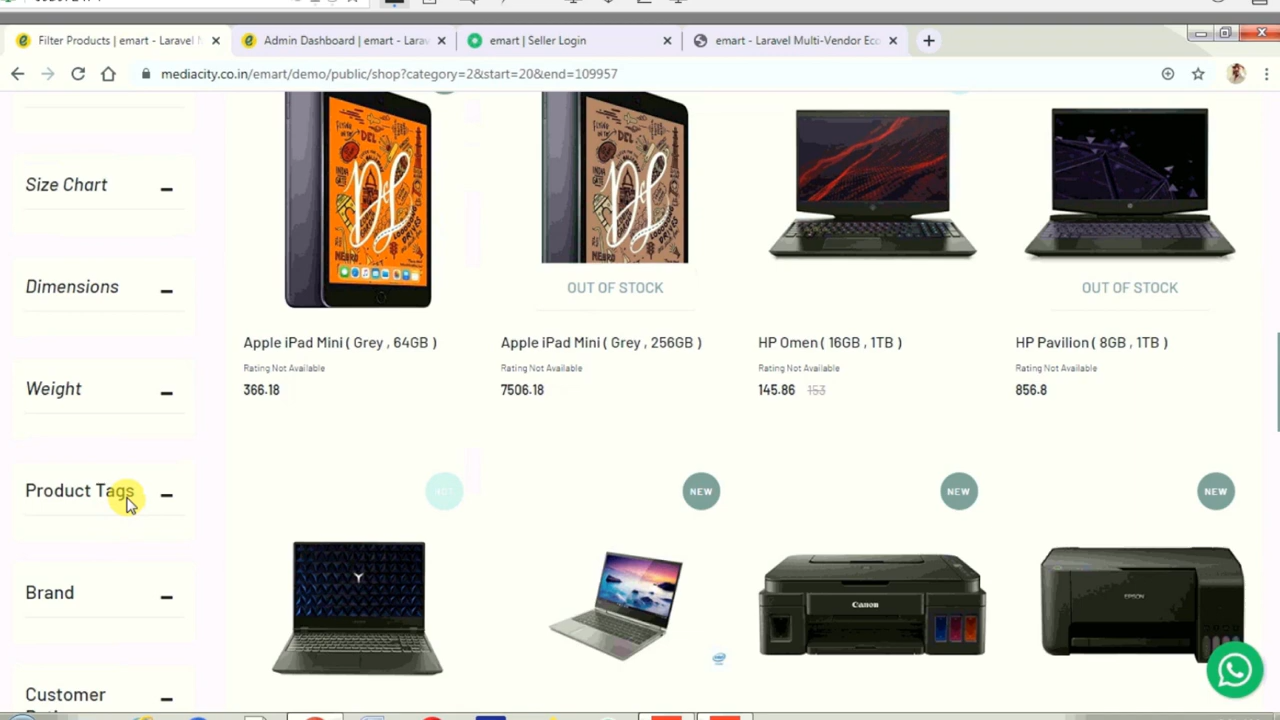 Filter Products | emart - Laravel
Admin Dashboard | emart - Larav
emart | Seller Login
emart - Laravel Multi-Vendor Eco
mediacity.co.in/emart/demo/public/shop?category=2&start=20&end=109957
Size Chart
Dimensions
Weight
Product Tags
Brand
Customer
OUT OF STOCK
OUT OF STOCK
Apple iPad Mini ( Grey , 64GB )
Rating Not Available
366.18
Apple iPad Mini ( Grey , 256GB )
Rating Not Available
7506.18
HP Omen ( 16GB , 1TB )
Rating Not Available
145.86 153
HP Pavilion ( 8GB , 1TB )
Rating Not Available
856.8
HOT
NEW
NEW
NEW
Canon
EPSON